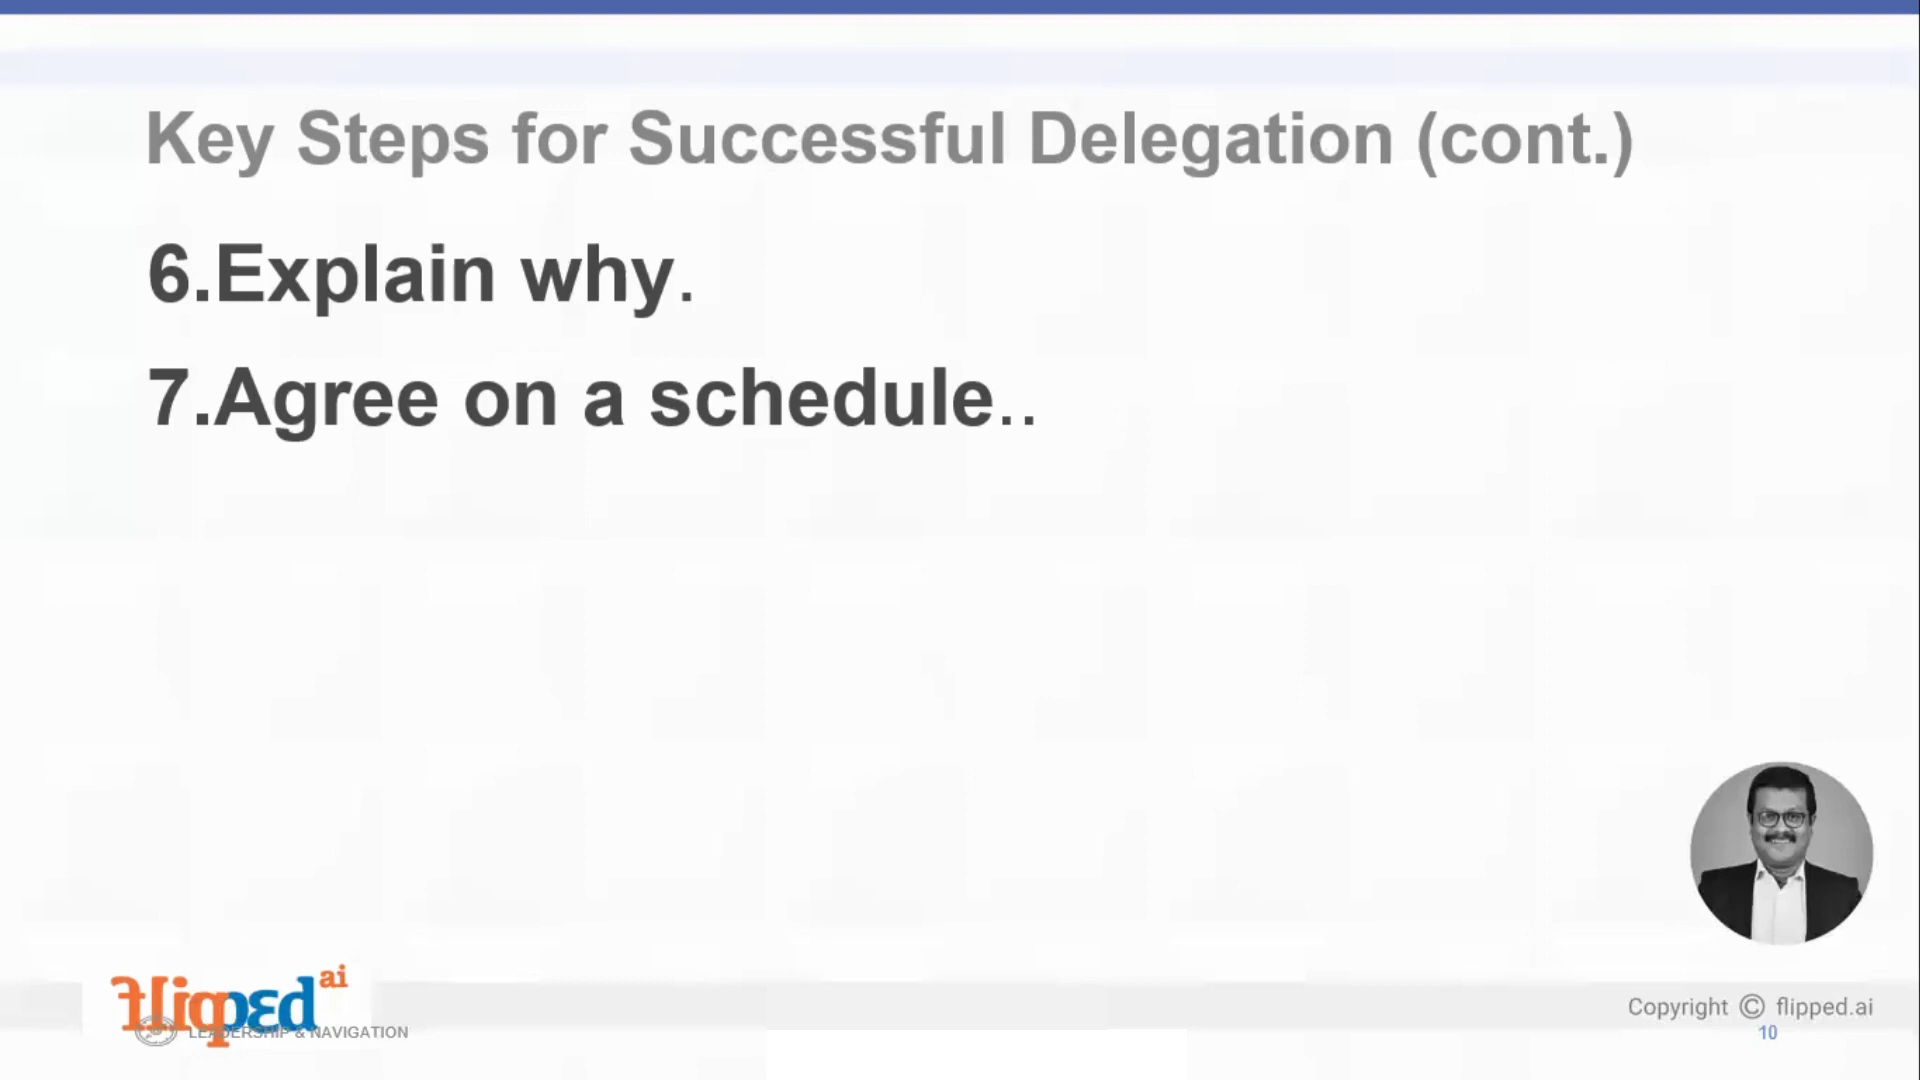 Key Steps for Successful Delegation (cont.)
6.Explain why.
7.Agree on a schedule..
flipped ai
LEADERSHIP & NAVIGATION
Copyright © flipped.ai
10